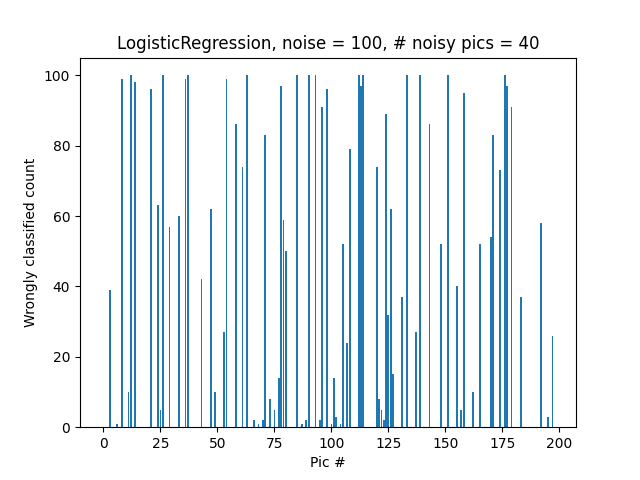 LogisticRegression, noise = 100, # noisy pics = 40
Wrongly classified count
100
80
60
40
20
0
0 25 50 75 100 125 150 175 200
Pic #